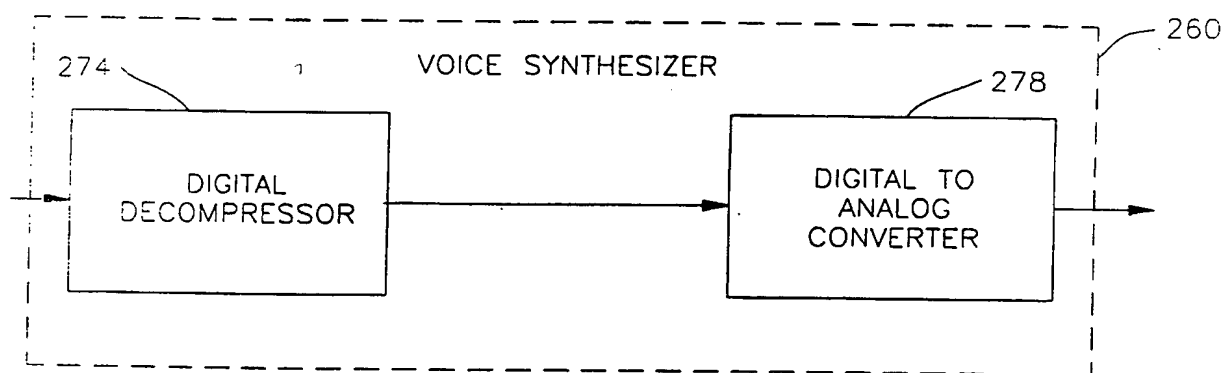 260
VOICE SYNTHESIZER
274
278
DIGITAL
DECOMPRESSOR
DIGITAL TO
ANALOG
CONVERTER